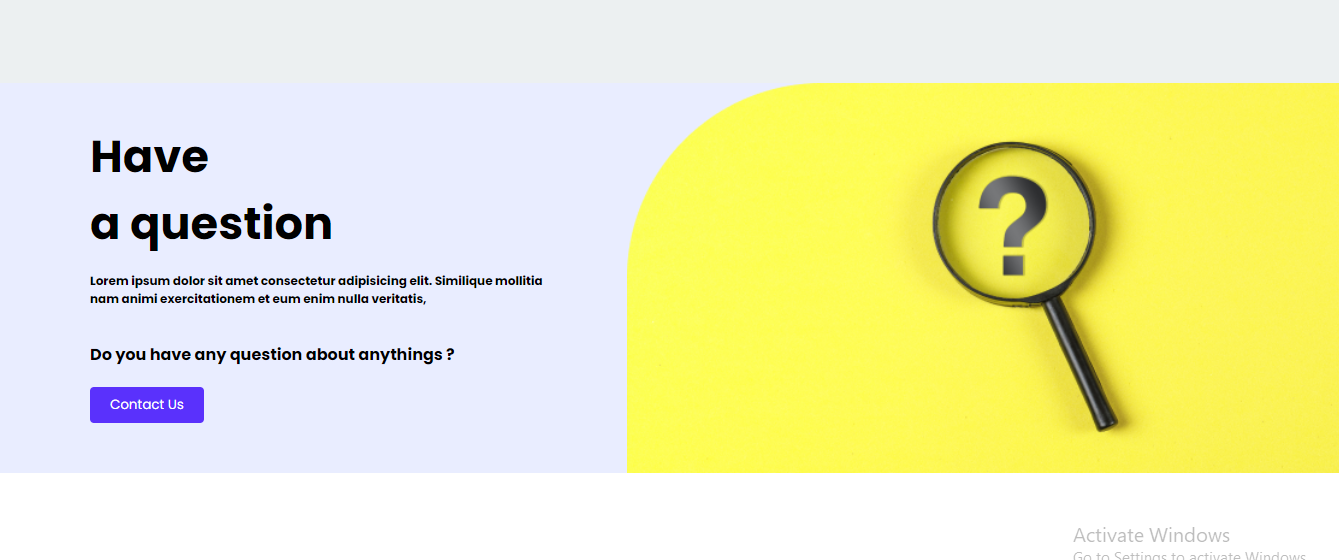 Have
a question
Lorem ipsum dolor sit amet consectetur adipisicing elit. Similique mollitia
nam animi exercitationem et eum enim nulla veritatis,
Do you have any question about anythings ?
Contact Us
?
Activate Windows
Go to Settings to activate Windows